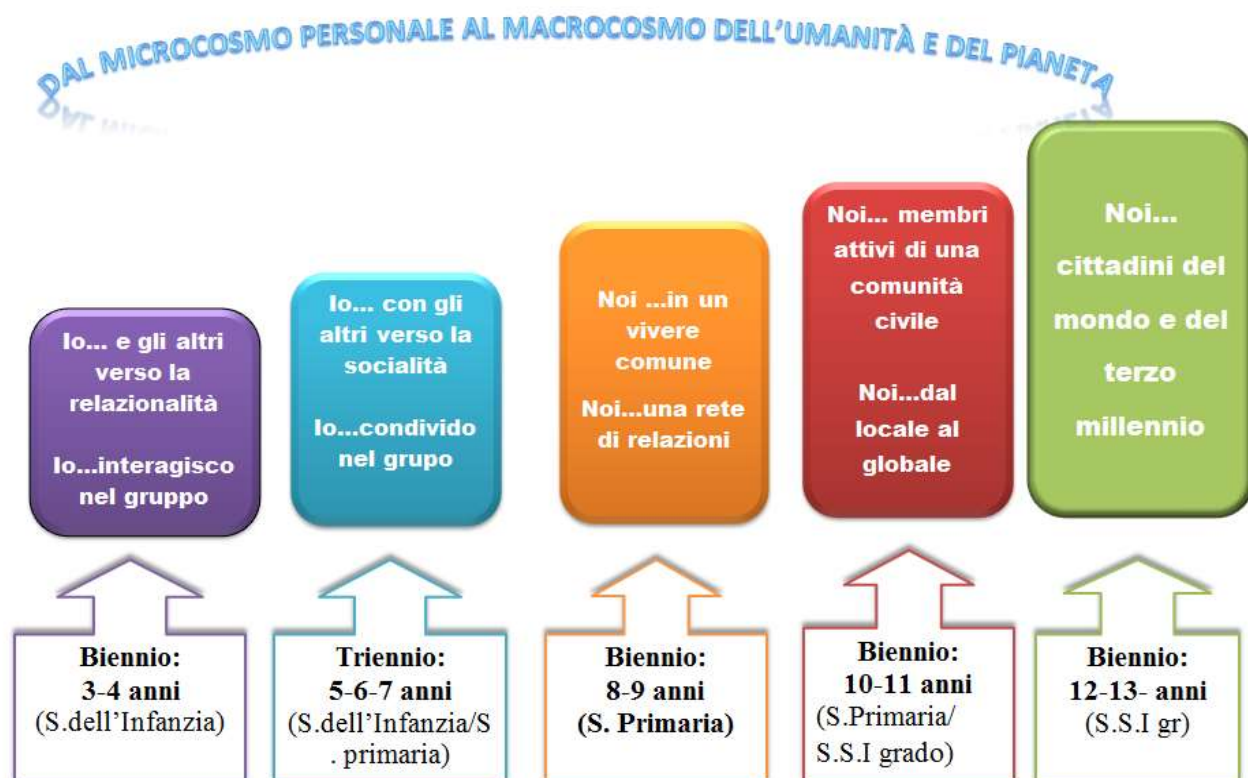 DAL MICROCOSMO PERSONALE AL MACROCOSMO DELL'UMANITÀ E DEL PIANETA
Io... e gli altri
verso la
relazionalità
Io...interagisco
nel gruppo
Io... con gli
altri verso la
socialità
Io...condivido
nel grupo
Noi ...in un
vivere
comune
Noi...una rete
di relazioni
Noi... membri
attivi di una
comunità
civile
Noi...dal
locale al
globale
Noi...
cittadini del
mondo e del
terzo
millennio
Biennio:
3-4 anni
(S.dell'Infanzia)
Triennio:
5-6-7 anni
(S.dell'Infanzia/S
. primaria)
Biennio:
8-9 anni
(S. Primaria)
Biennio:
10-11 anni
(S.Primaria/
S.S.I grado)
Biennio:
12-13- anni
(S.S.I gr)